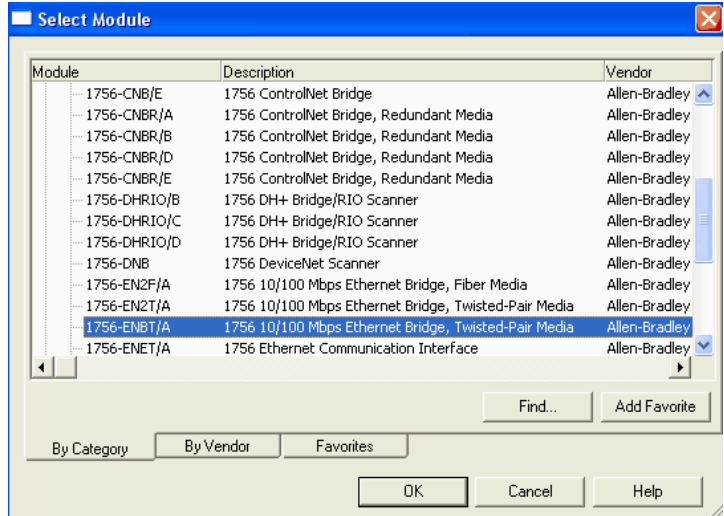 Select Module
Module Description Vendor
1756-CNB/E 1756 ControlNet Bridge Allen-Bradley
1756-CNBR/A 1756 ControlNet Bridge, Redundant Media Allen-Bradley
1756-CNBR/B 1756 ControlNet Bridge, Redundant Media Allen-Bradley
1756-CNBR/D 1756 ControlNet Bridge, Redundant Media Allen-Bradley
1756-CNBR/E 1756 ControlNet Bridge, Redundant Media Allen-Bradley
1756-DHRIO/B 1756 DH+ Bridge/RIO Scanner Allen-Bradley
1756-DHRIO/C 1756 DH+ Bridge/RIO Scanner Allen-Bradley
1756-DHRIO/D 1756 DH+ Bridge/RIO Scanner Allen-Bradley
1756-DNB 1756 DeviceNet Scanner Allen-Bradley
1756-EN2F/A 1756 10/100 Mbps Ethernet Bridge, Fiber Media Allen-Bradley
1756-EN2T/A 1756 10/100 Mbps Ethernet Bridge, Twisted-Pair Media Allen-Bradley
1756-ENBT/A 1756 10/100 Mbps Ethernet Bridge, Twisted-Pair Media Allen-Bradley
1756-ENET/A 1756 Ethernet Communication Interface Allen-Bradley
Find... Add Favorite
By Category By Vendor Favorites
OK Cancel Help